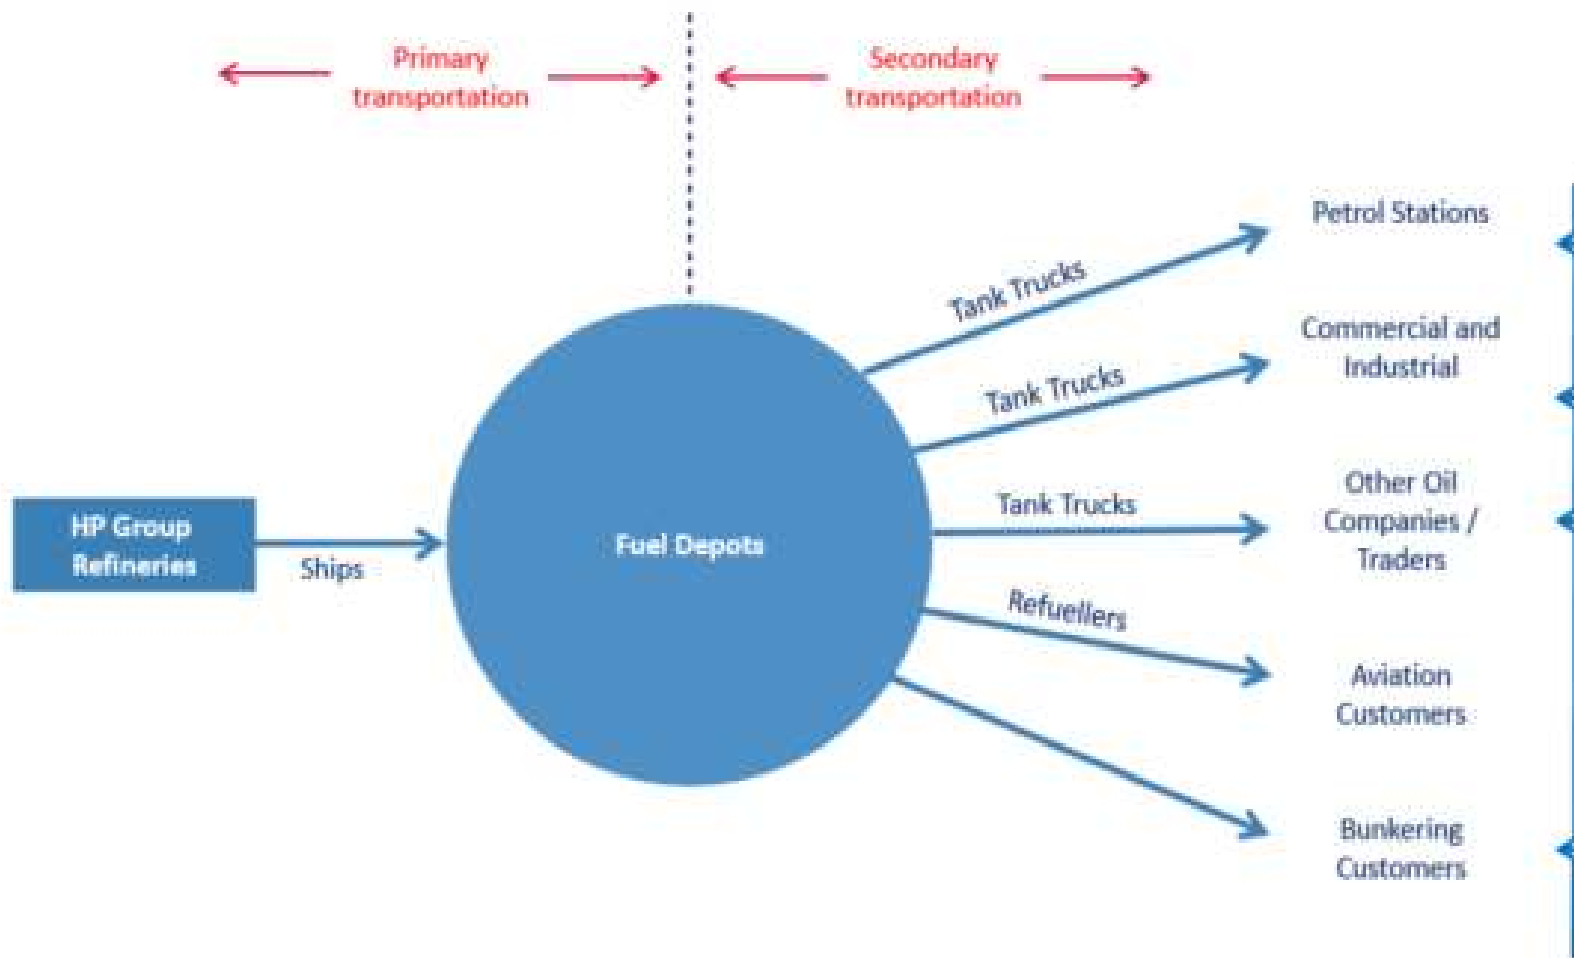 Primary
transportation
Secondary
transportation
Petrol Stations
Tank Trucks
Commercial and
Industrial
Tank Trucks
Other Oil
Companies /
Traders
Tank Trucks
HP Group
Refineries
Ships
Fuel Depots
Refuellers
Aviation
Customers
Bunkering
Customers